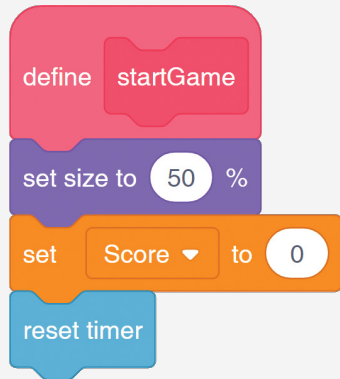 define startGame
set size to 50 %
set Score to 0
reset timer